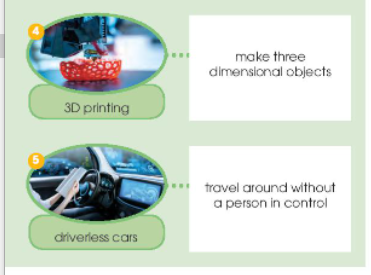 4
make three
dimensional objects
3D printing
5
travel around without
a person in control
driverless cars